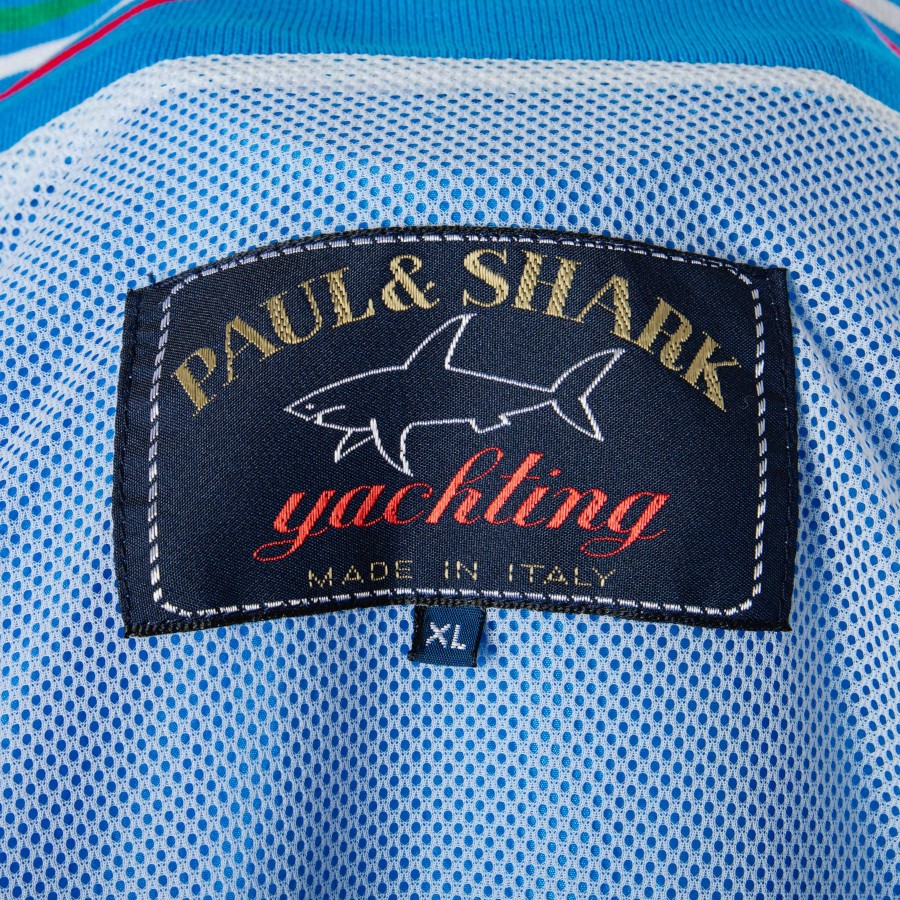 PAUL & SHARK
yachting
MADE IN ITALY
XL